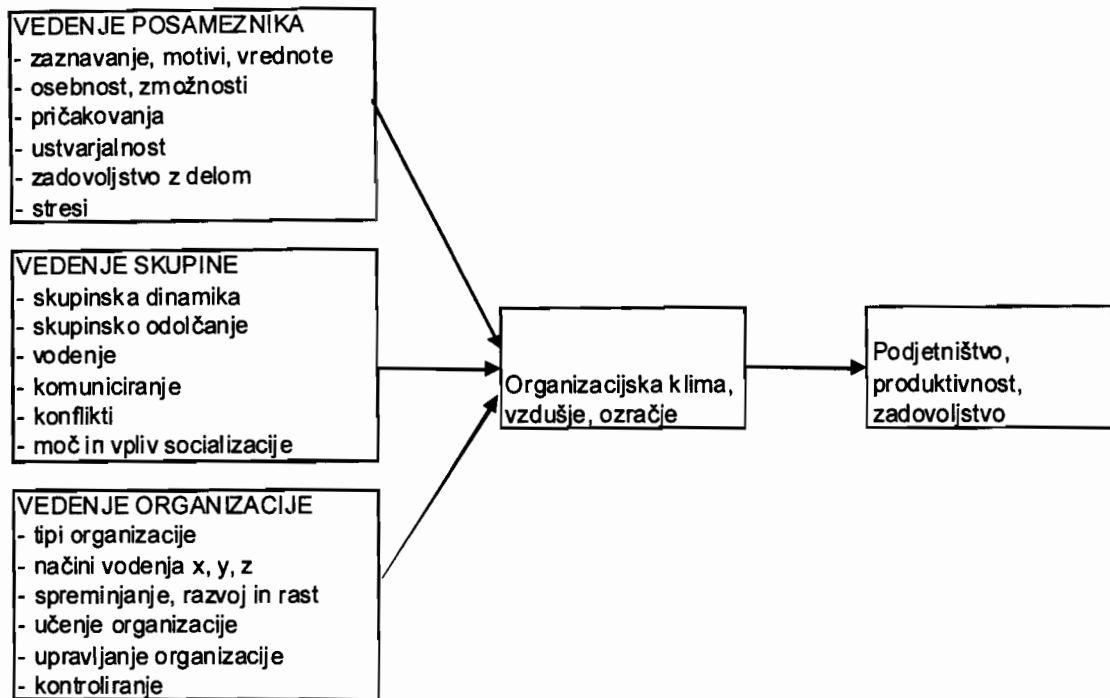 VEDENJE POSAMEZNIKA
- zaznavanje, motivi, vrednote
- osebnost, zmožnosti
- pričakovanja
- ustvarjalnost
- zadovoljstvo z delom
- stresi
VEDENJE SKUPINE
- skupinska dinamika
- skupinsko odolčanje
- vodenje
- komuniciranje
- konflikti
- moč in vpliv socializacije
VEDENJE ORGANIZACIJE
- tipi organizacije
- načini vodenja x, y, z
- spreminjanje, razvoj in rast
- učenje organizacije
- upravljanje organizacije
- kontroliranje
Organizacijska klima,
vzdušje, ozračje
Podjetništvo,
produktivnost,
zadovoljstvo